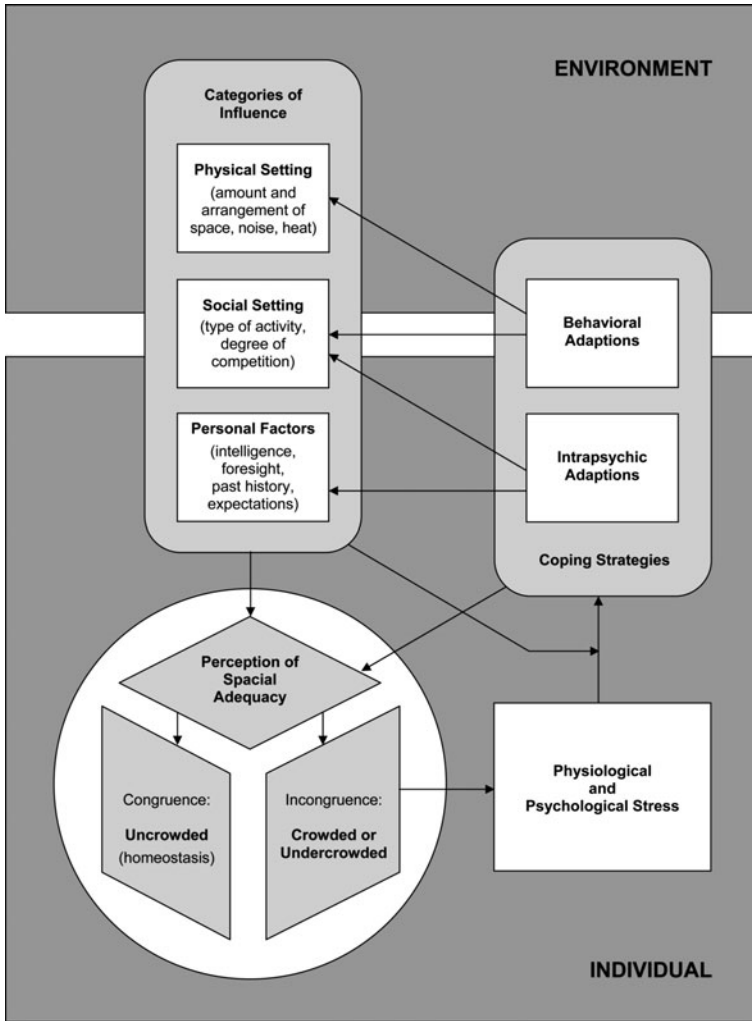 ENVIRONMENT
Categories of
Influence
Physical Setting
(amount and
arrangement of
space, noise, heat)
Social Setting
(type of activity,
degree of
competition)
Personal Factors
(intelligence,
foresight,
past history,
expectations)
Behavioral
Adaptions
Intrapsychic
Adaptions
Coping Strategies
Perception of
Spacial
Adequacy
Congruence:
Uncrowded
(homeostasis)
Incongruence:
Crowded or
Undercrowded
Physiological
and
Psychological Stress
INDIVIDUAL